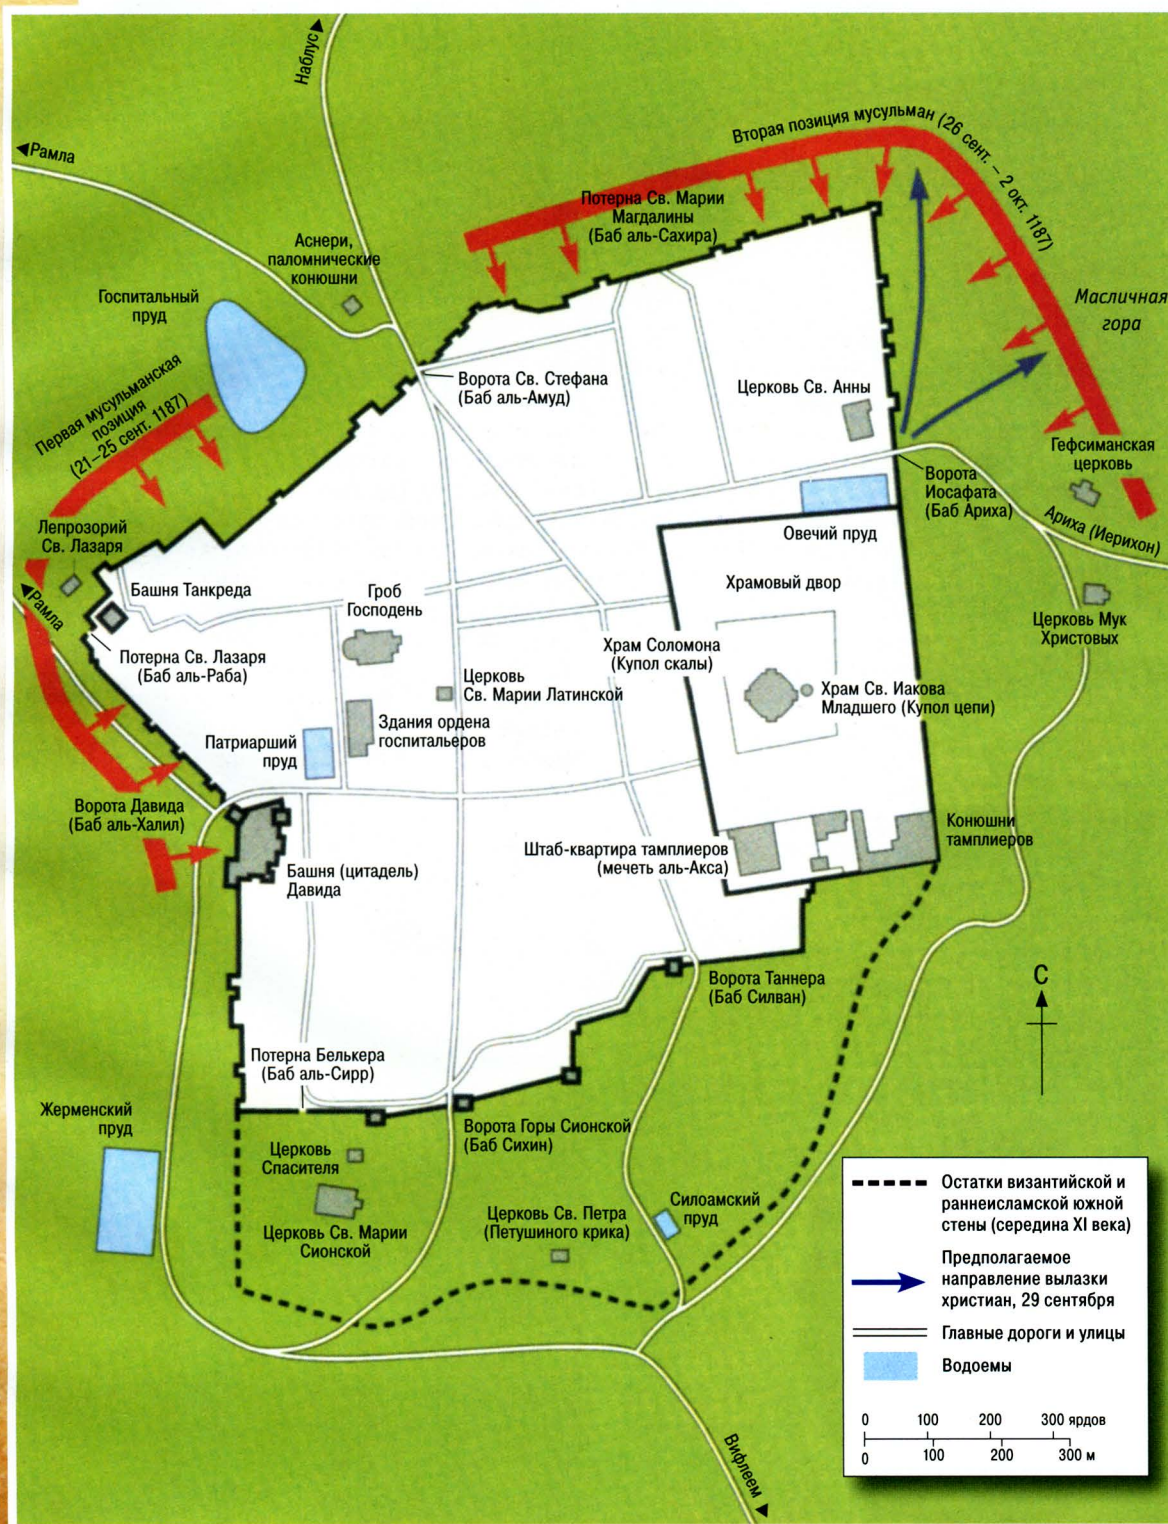 Наблус
Рамла
Вторая позиция мусульман (26 сент. – 2 окт. 1187)
Потерна Св. Марии
Магдалины
(Баб аль-Сахира)
Аснери,
паломнические
конюшни
Госпитальный
пруд
Масличная
гора
Первая мусульманская
позиция
(21–25 сент. 1187)
Ворота Св. Стефана
(Баб аль-Амуд)
Церковь Св. Анны
Гефсиманская
церковь
Ворота
Иосафата
(Баб Ариха)
Ариха (Иерихон)
Лепрозорий
Св. Лазаря
Овечий пруд
Башня Танкреда
Гроб
Господень
Храмовый двор
Рамла
Церковь Мук
Христовых
Потерна Св. Лазаря
(Баб аль-Раба)
Храм Соломона
(Купол скалы)
Церковь
Св. Марии Латинской
Храм Св. Иакова
Младшего (Купол цепи)
Здания ордена
госпитальеров
Патриарший
пруд
Ворота Давида
(Баб аль-Халил)
Конюшни
тамплиеров
Штаб-квартира тамплиеров
(мечеть аль-Акса)
Башня (цитадель)
Давида
Ворота Таннера
(Баб Силван)
С
Потерна Белькера
(Баб аль-Сирр)
Жерменский
пруд
Ворота Горы Сионской
(Баб Сихин)
Церковь
Спасителя
Церковь Св. Марии
Сионской
Церковь Св. Петра
(Петушиного крика)
Силоамский
пруд
Вифлеем
Остатки византийской и
раннеисламской южной
стены (середина XI века)
Предполагаемое
направление вылазки
христиан, 29 сентября
Главные дороги и улицы
Водоемы
0 100 200 300 ярдов
0 100 200 300 м